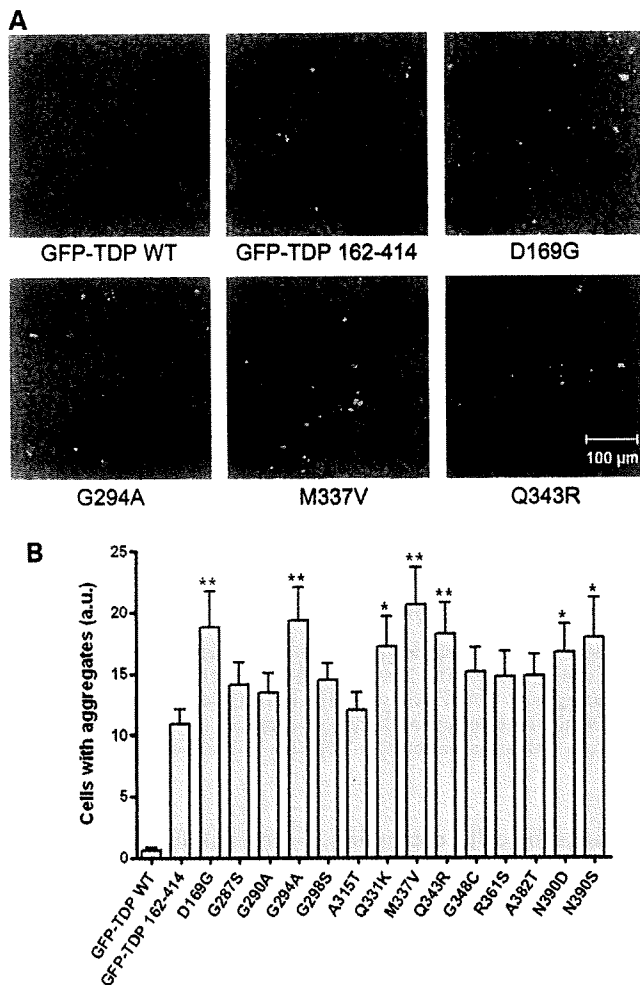 A
GFP-TDP WT GFP-TDP 162-414 D169G
100 µm
G294A M337V Q343R
B
Cells with aggregates (a.u.)
25
20
15
10
5
0
** ** * ** ** * *
GFP-TDP WT
GFP-TDP 162-414
D169G
G287S
G290A
G294A
G298S
A315T
Q331K
M337V
Q343R
G348C
R361S
A382T
N390D
N390S